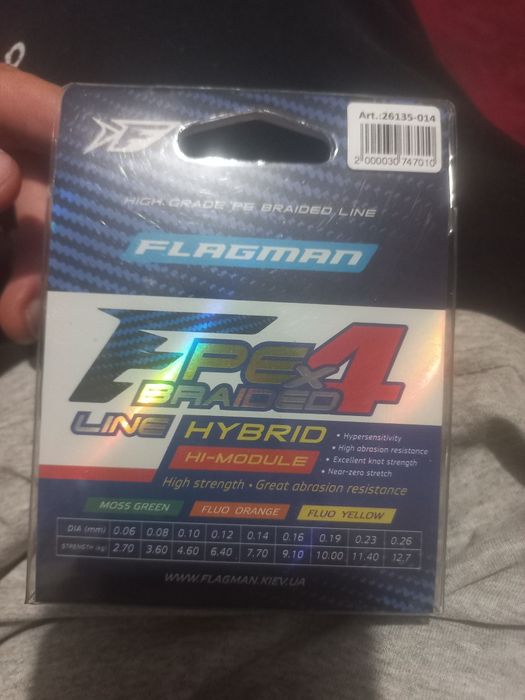 Art.:26135-014
2 000030 747010
HIGH GRADE PE BRAIDED LINE
FLAGMAN
F PE x4
BRAIDED
LINE HYBRID
HI-MODULE
• Hypersensitivity
• High abrasion resistance
• Excellent knot strength
• Near-zero stretch
High strength • Great abrasion resistance
MOSS GREEN FLUO ORANGE FLUO YELLOW
DIA (mm) 0.06 0.08 0.10 0.12 0.14 0.16 0.19 0.23 0.26
STRENGTH (kg) 2.70 3.60 4.60 6.40 7.70 9.10 10.00 11.40 12.7
WWW.FLAGMAN.KIEV.UA